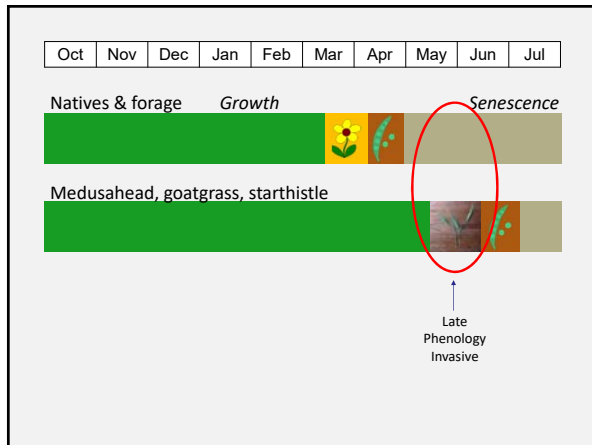 Oct Nov Dec Jan Feb Mar Apr May Jun Jul
Natives & forage Growth Senescence
Medusahead, goatgrass, starthistle
Late
Phenology
Invasive